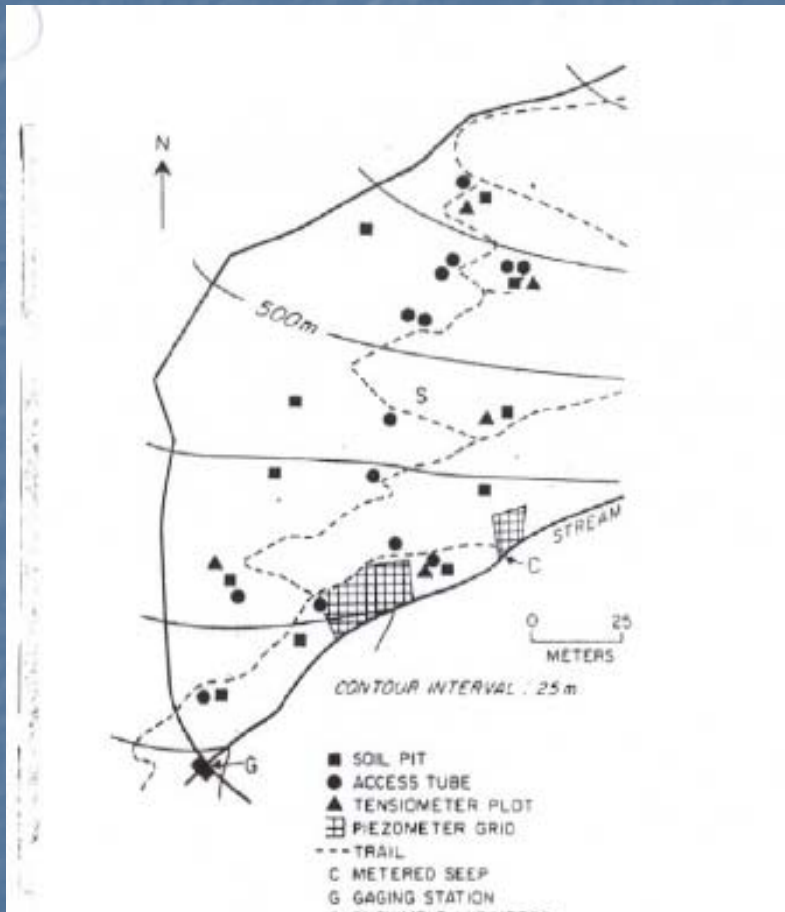 N
500m
S
STREAM
C
0 25
METERS
CONTOUR INTERVAL : 25 m
G
SOIL PIT
ACCESS TUBE
TENSIOMETER PLOT
PIEZOMETER GRID
TRAIL
C METERED SEEP
G GAGING STATION